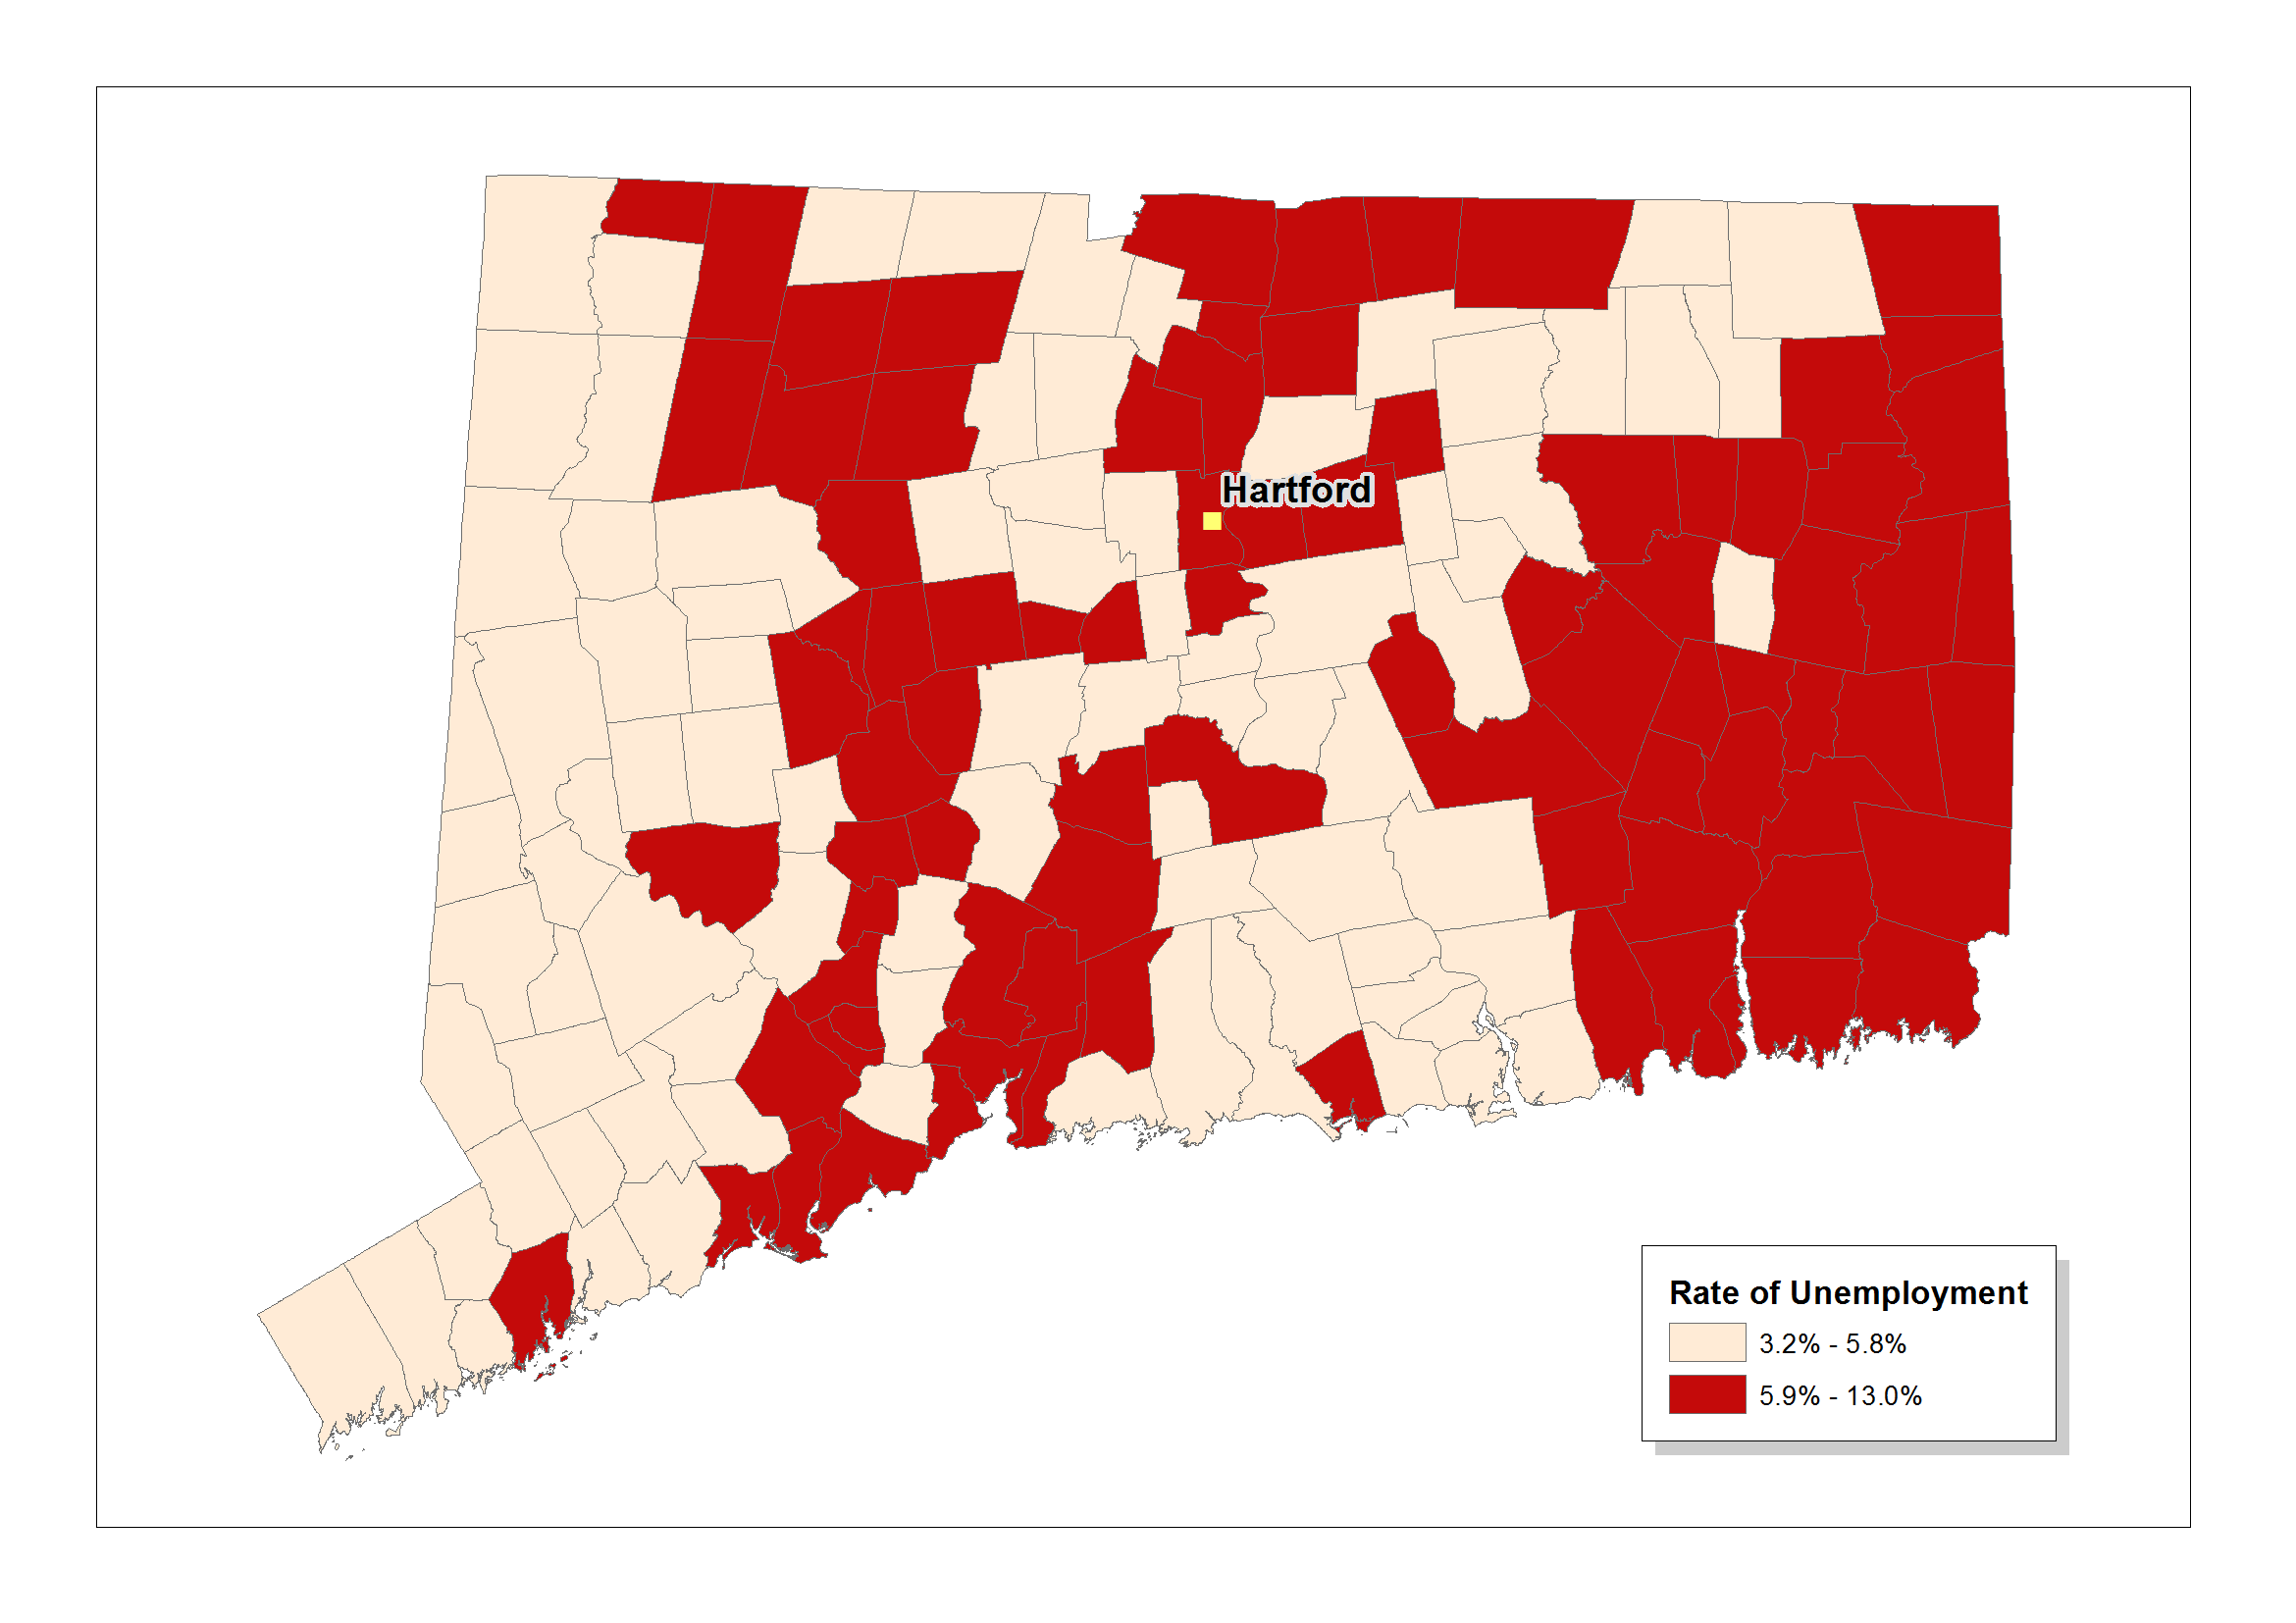 Hartford
Rate of Unemployment
3.2% - 5.8%
5.9% - 13.0%